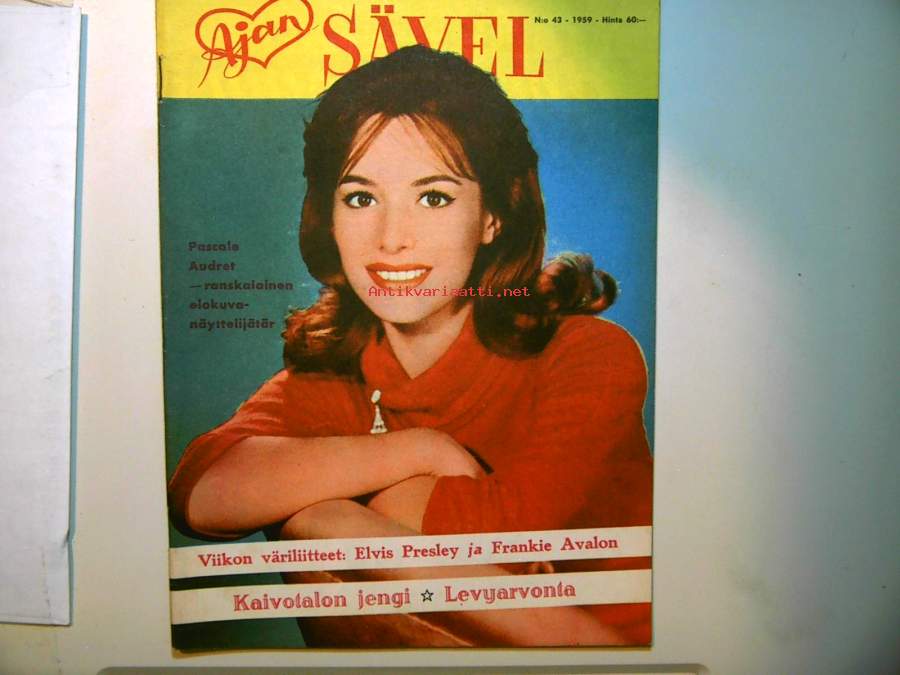 Ajan
SÄVEL
N:o 43 - 1959 - Hinta 60:—
Pascale
Audret
—ranskalainen
elokuva-
näyttelijätär
Antikvariaatti.net
Viikon väriliitteet: Elvis Presley ja Frankie Avalon
Kaivotalon jengi ☆ Levyarvonta